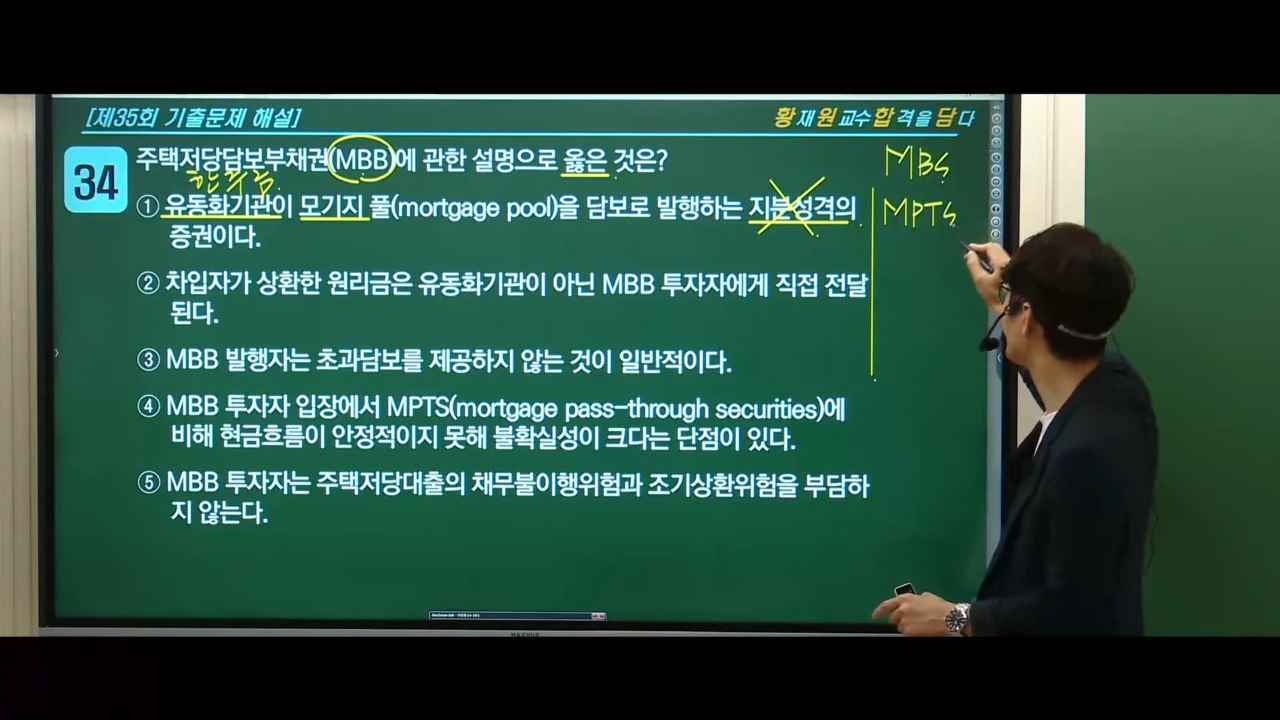 [제35회 기출문제 해설]
황재원 교수 합격을 담다
34
주택저당담보부채권(MBB)에 관한 설명으로 옳은 것은?
① 유동화기관이 모기지 풀(mortgage pool)을 담보로 발행하는 지분성격의
증권이다.
② 차입자가 상환한 원리금은 유동화기관이 아닌 MBB 투자자에게 직접 전달
된다.
③ MBB 발행자는 초과담보를 제공하지 않는 것이 일반적이다.
④ MBB 투자자 입장에서 MPTS(mortgage pass-through securities)에
비해 현금흐름이 안정적이지 못해 불확실성이 크다는 단점이 있다.
⑤ MBB 투자자는 주택저당대출의 채무불이행위험과 조기상환위험을 부담하
지 않는다.
MBS
MPTS
MAXHUB